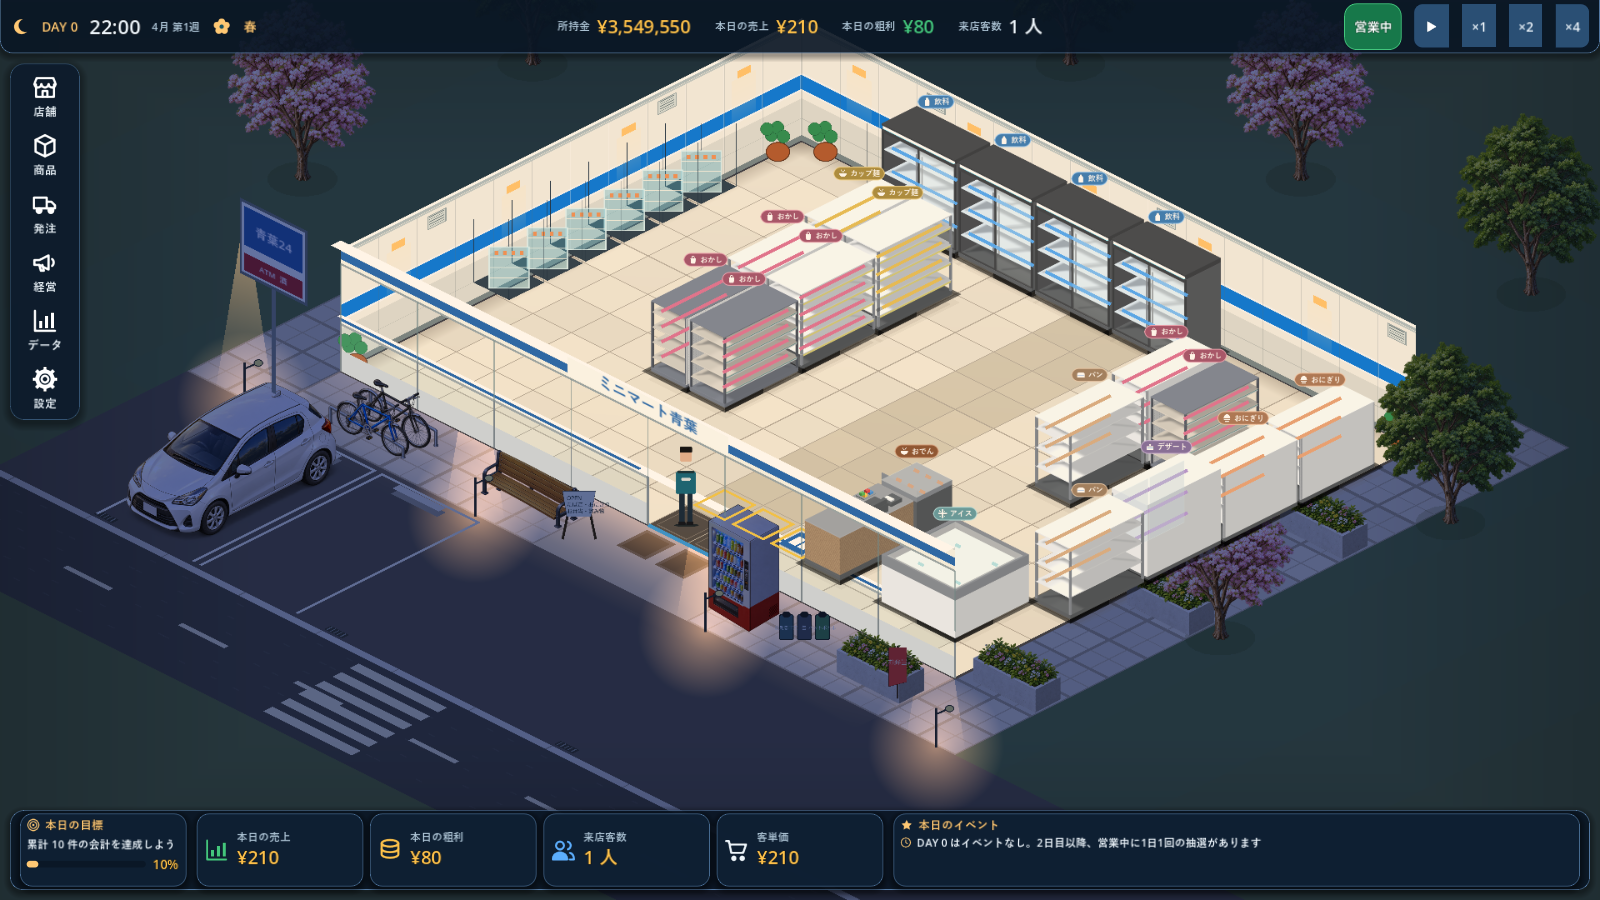 DAY 0 22:00 4月 第1週 春
所持金 ¥3,549,550 本日の売上 ¥210 本日の粗利 ¥80 来店客数 1 人
営業中 ×1 ×2 ×4
店舗
商品
発注
経営
データ
設定
飲料
飲料
飲料
飲料
カップ麺
カップ麺
おかし
おかし
おかし
おかし
青葉24
ATM 酒
おかし
おかし
パン
おにぎり
おにぎり
ミニマート青葉
デザート
おでん
パン
アイス
OPEN
本日の目標
累計 10 件の会計を達成しよう
10%
本日の売上
¥210
本日の粗利
¥80
来店客数
1 人
客単価
¥210
本日のイベント
DAY 0 はイベントなし。2日目以降、営業中に1日1回の抽選があります